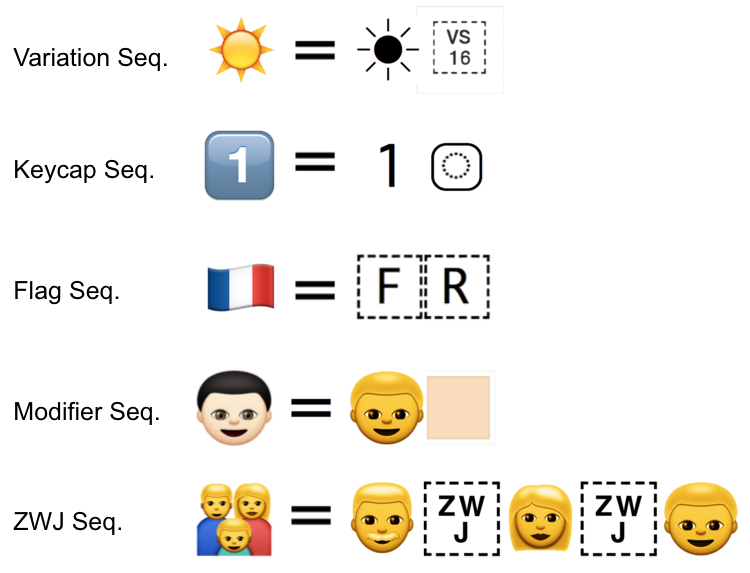 Variation Seq. = VS 16
Keycap Seq. 1 = 1
Flag Seq. = F R
Modifier Seq. =
ZWJ Seq. = ZW J ZW J